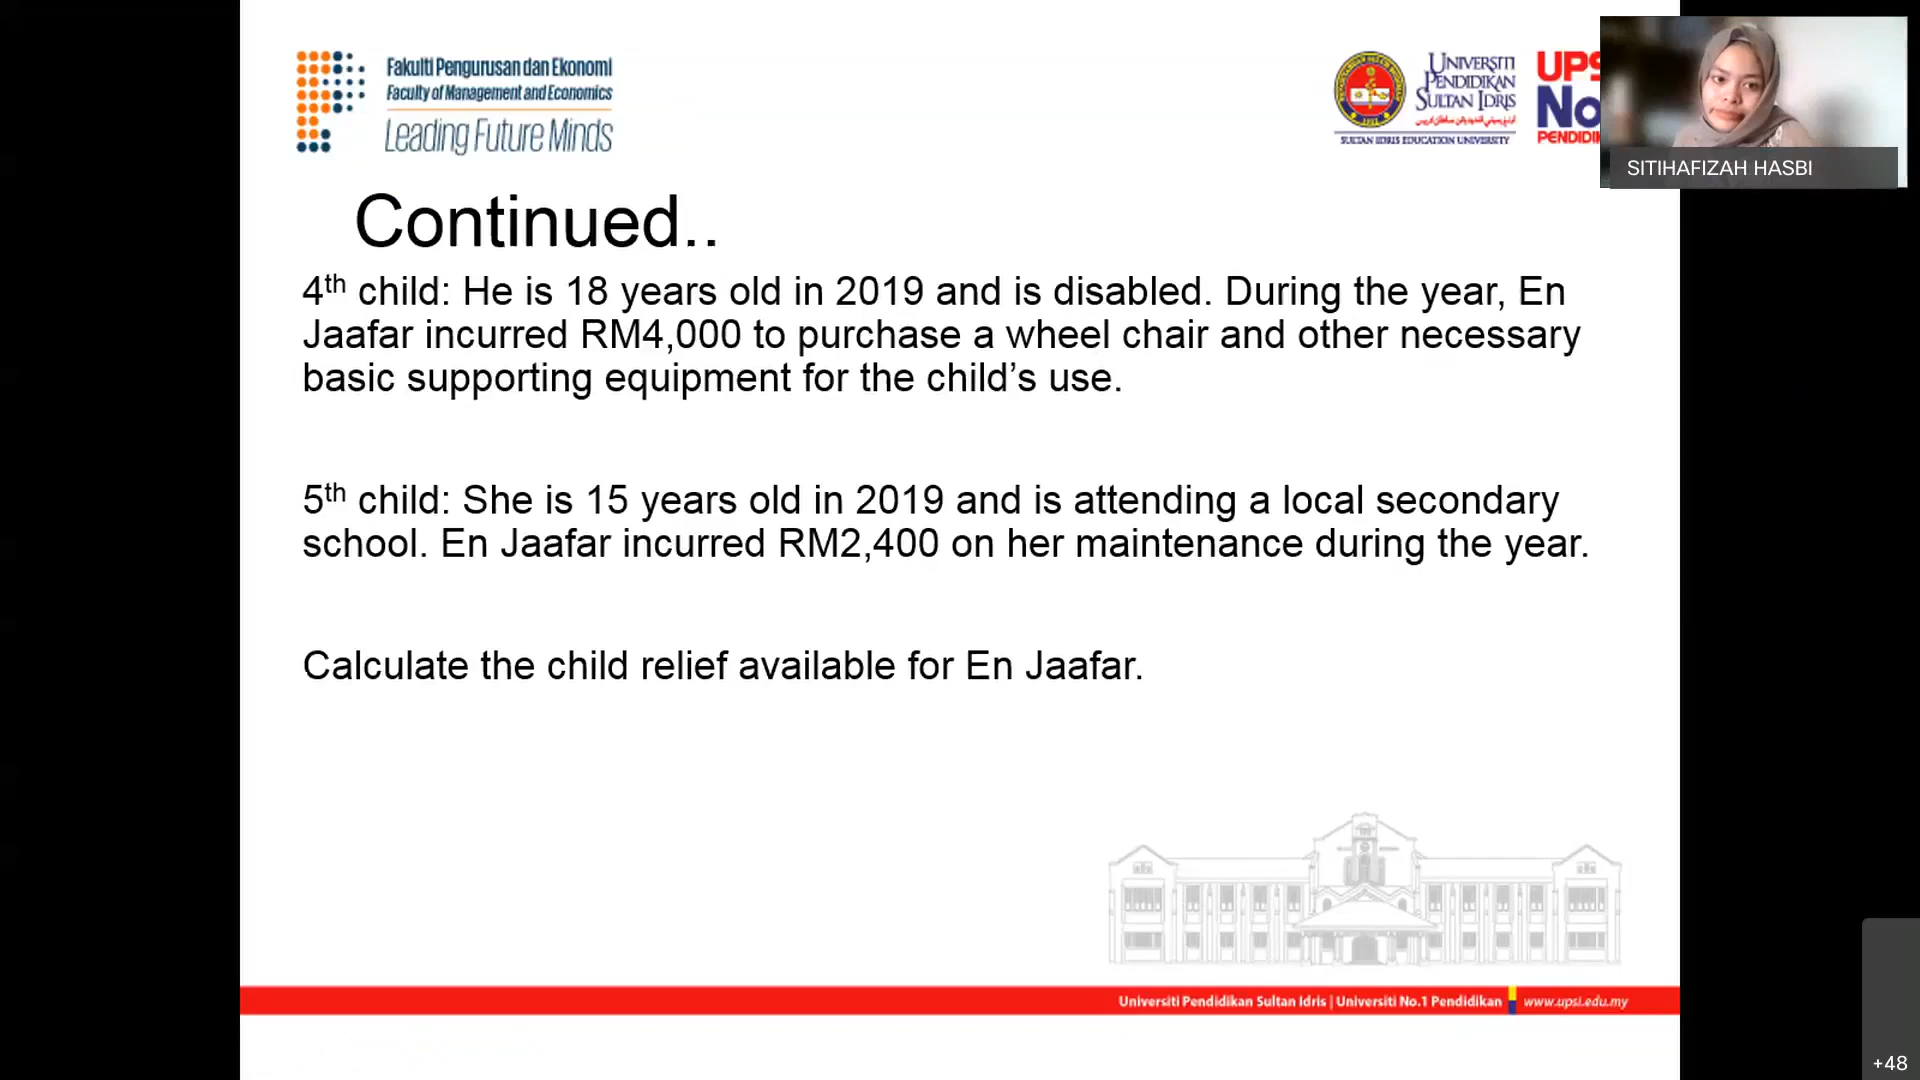 Fakulti Pengurusan dan Ekonomi
Faculty of Management and Economics
Leading Future Minds
UNIVERSITI
PENDIDIKAN
SULTAN IDRIS
SULTAN IDRIS EDUCATION UNIVERSITY
UPS
No
PENDIDIK
SITIHAFIZAH HASBI
Continued..
4th child: He is 18 years old in 2019 and is disabled. During the year, En
Jaafar incurred RM4,000 to purchase a wheel chair and other necessary
basic supporting equipment for the child’s use.
5th child: She is 15 years old in 2019 and is attending a local secondary
school. En Jaafar incurred RM2,400 on her maintenance during the year.
Calculate the child relief available for En Jaafar.
Universiti Pendidikan Sultan Idris | Universiti No.1 Pendidikan www.upsi.edu.my
+48